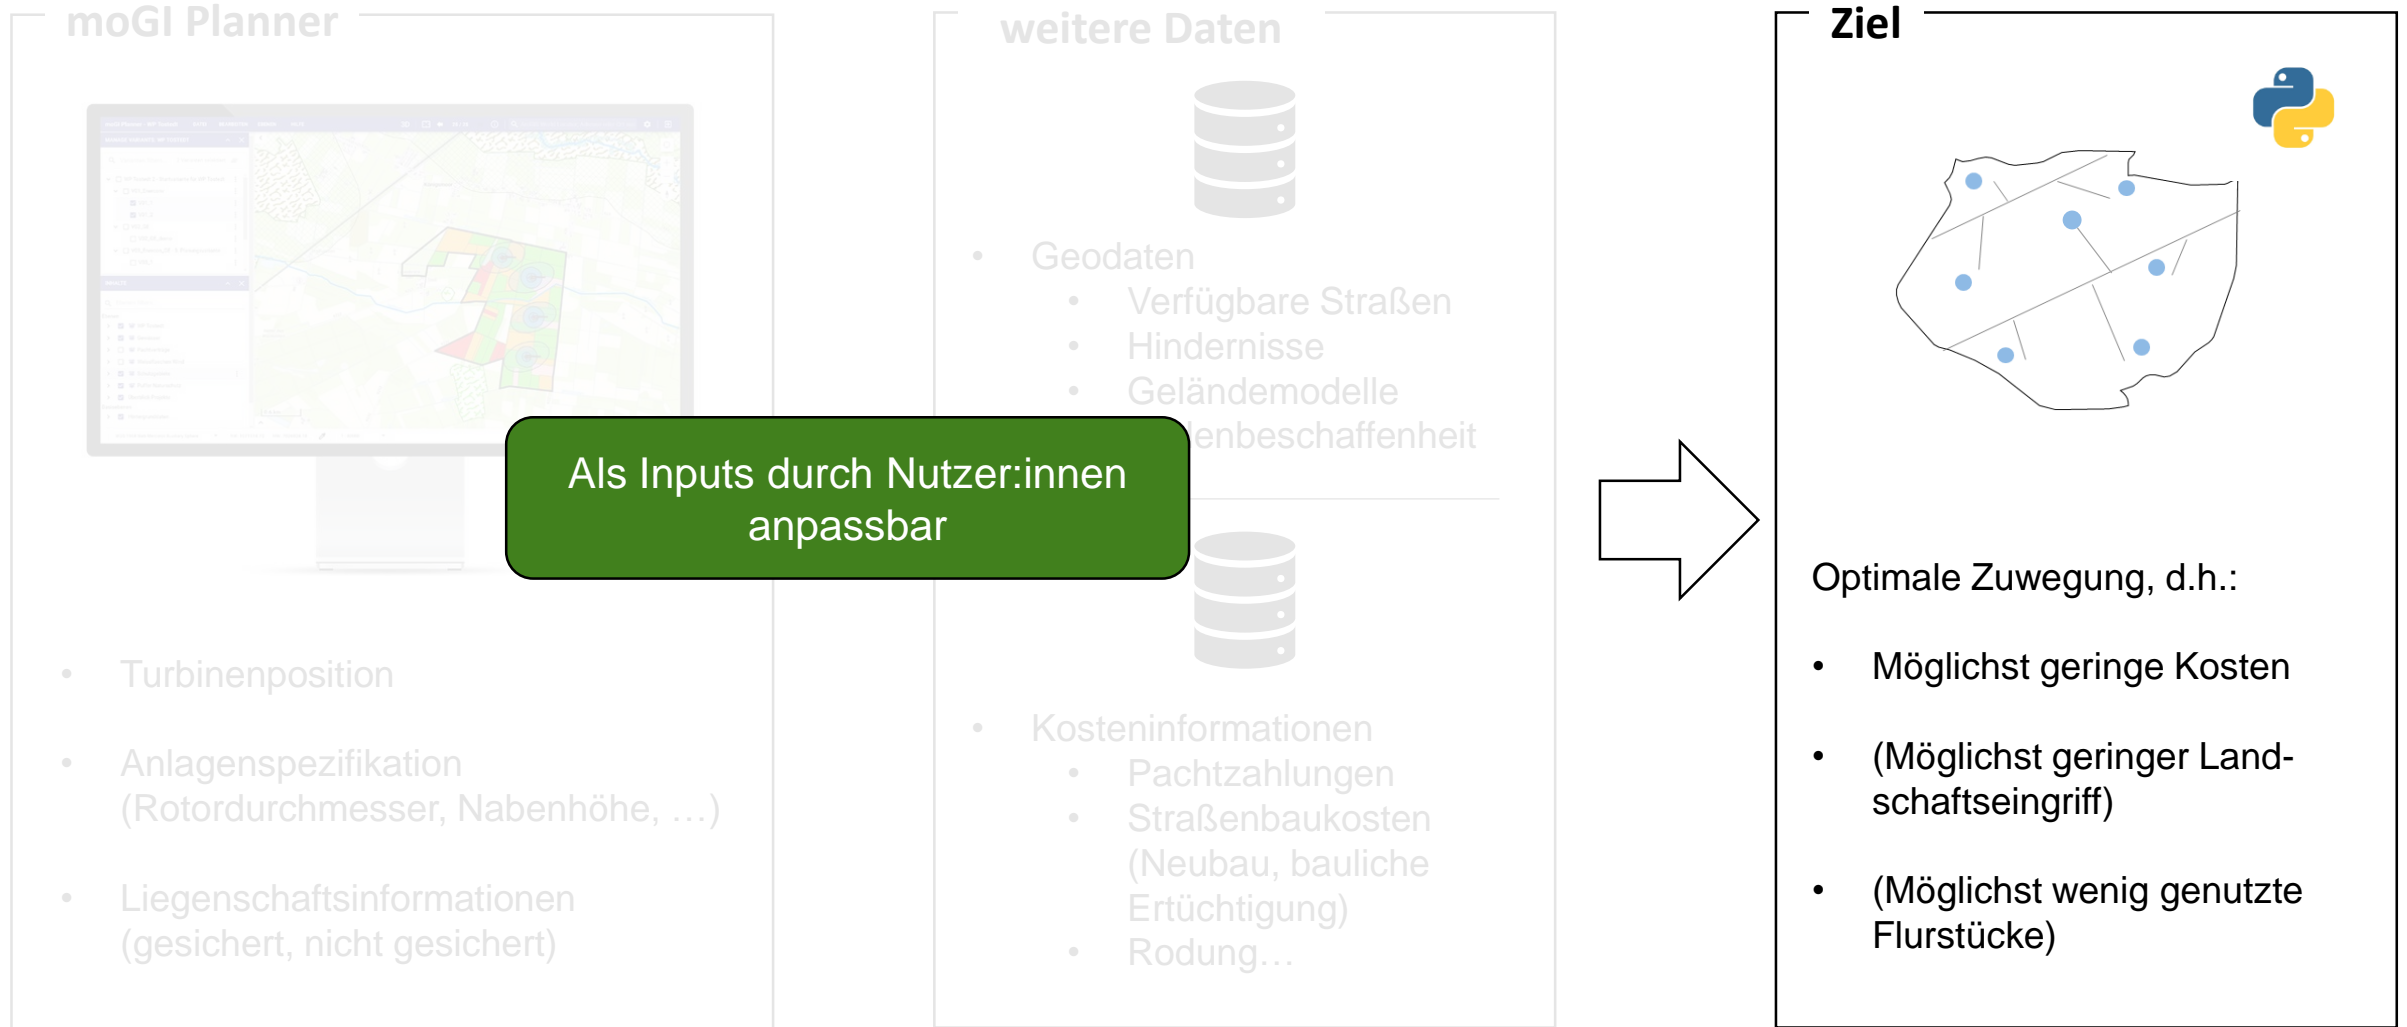 moGI Planner
Turbinenposition
Anlagenspezifikation
(Rotordurchmesser, Nabenhöhe, …)
Liegenschaftsinformationen
(gesichert, nicht gesichert)
weitere Daten
Geodaten
Verfügbare Straßen
Hindernisse
Geländemodelle
lenbeschaffenheit
Als Inputs durch Nutzer:innen
anpassbar
Kosteninformationen
Pachtzahlungen
Straßenbaukosten
(Neubau, bauliche
Ertüchtigung)
Rodung…
Ziel
Optimale Zuwegung, d.h.:
Möglichst geringe Kosten
(Möglichst geringer Land-
schaftseingriff)
(Möglichst wenig genutzte
Flurstücke)